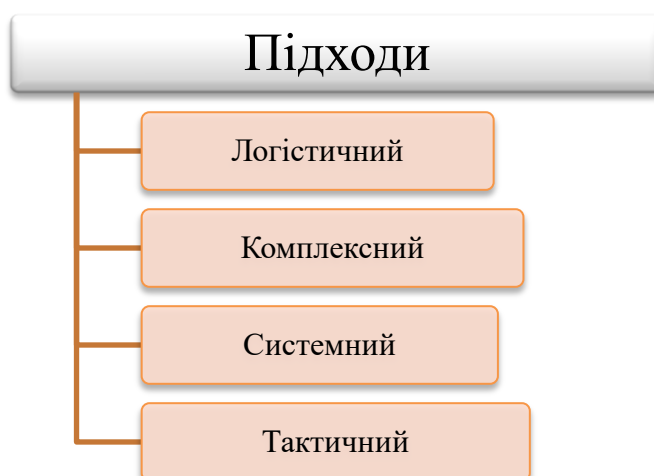 Підходи
Логістичний
Комплексний
Системний
Тактичний